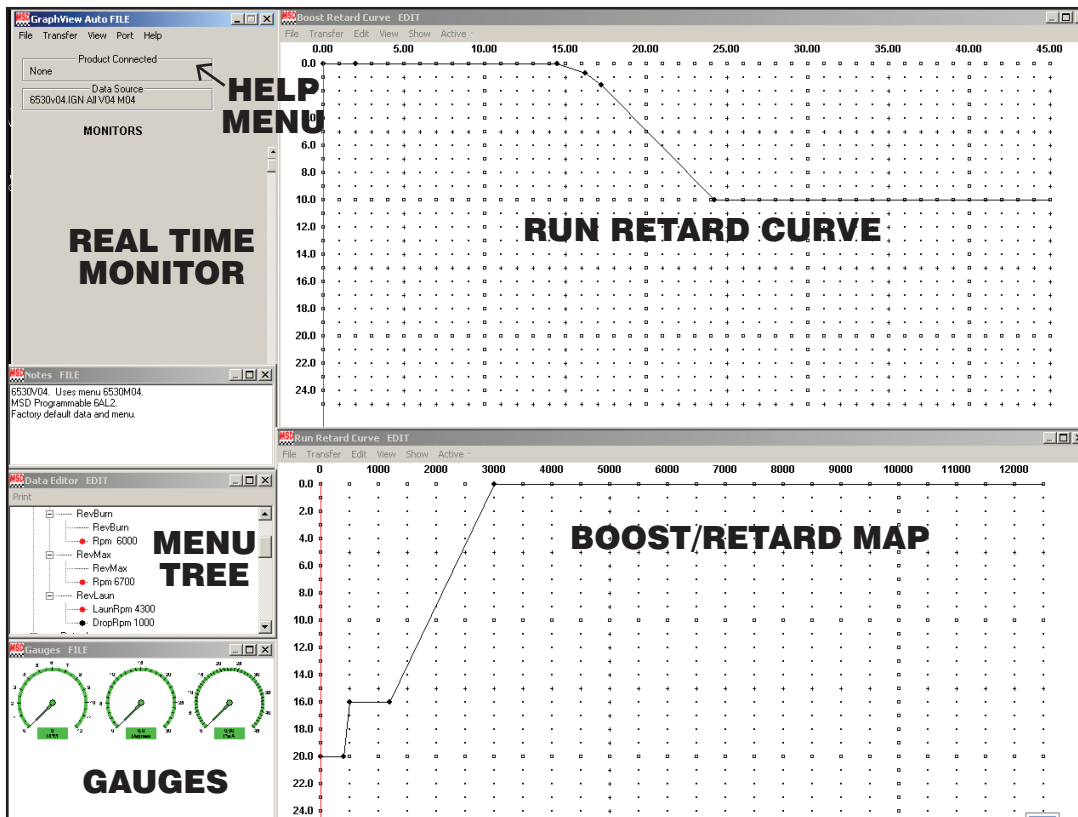 MSD GraphView Auto FILE
File Transfer View Port Help
Product Connected
None
Data Source
6530v04.IGN All V04 M04
HELP
MENU
MONITORS
REAL TIME
MONITOR
MSD Notes FILE
6530V04. Uses menu 6530M04.
MSD Programmable 6AL2.
Factory default data and menu.
MSD Data Editor EDIT
Print
RevBurn
RevBurn
Rpm 6000
RevMax
RevMax
Rpm 6700
RevLaun
LaunRpm 4300
DropRpm 1000
MENU
TREE
MSD Gauges FILE
GAUGES
MSD Boost Retard Curve EDIT
File Transfer Edit View Show Active
0.00 5.00 10.00 15.00 20.00 25.00 30.00 35.00 40.00 45.00
0.0
2.0
6.0
8.0
10.0
12.0
14.0
16.0
18.0
20.0
22.0
24.0
RUN RETARD CURVE
MSD Run Retard Curve EDIT
File Transfer Edit View Show Active
0 1000 2000 3000 4000 5000 6000 7000 8000 9000 10000 11000 12000
0.0
2.0
4.0
6.0
8.0
10.0
12.0
14.0
16.0
18.0
20.0
22.0
24.0
BOOST/RETARD MAP